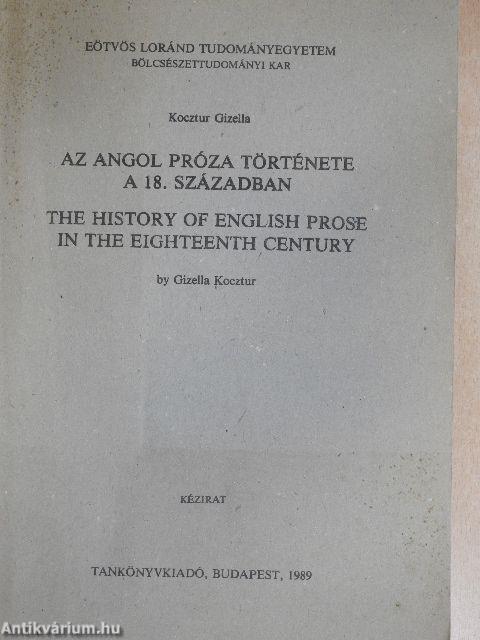 EÖTVÖS LORÁND TUDOMÁNYEGYETEM
BÖLCSÉSZETTUDOMÁNYI KAR
Kocztur Gizella
AZ ANGOL PRÓZA TÖRTÉNETE
A 18. SZÁZADBAN
THE HISTORY OF ENGLISH PROSE
IN THE EIGHTEENTH CENTURY
by Gizella Kocztur
KÉZIRAT
TANKÖNYVKIADÓ, BUDAPEST, 1989
Antikvárium.hu